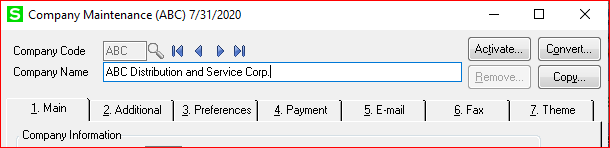 S Company Maintenance (ABC) 7/31/2020
Company Code ABC Activate... Convert...
Company Name ABC Distribution and Service Corp. Remove... Copy...
1. Main 2. Additional 3. Preferences 4. Payment 5. E-mail 6. Fax 7. Theme
Company Information